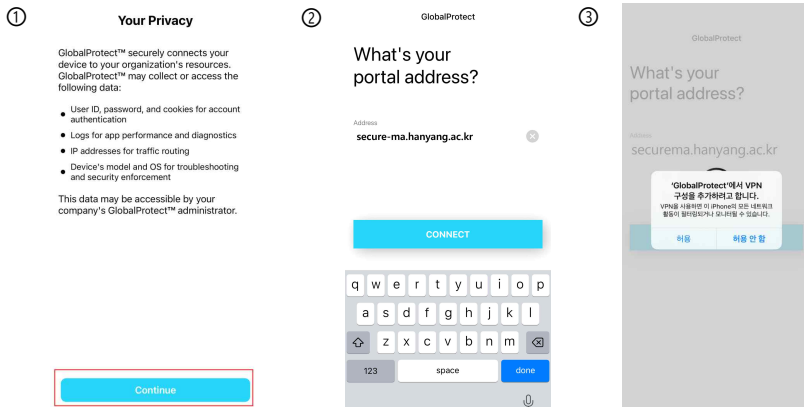 ①
Your Privacy
GlobalProtect™ securely connects your
device to your organization's resources.
GlobalProtect™ may collect or access the
following data:
• User ID, password, and cookies for account
authentication
• Logs for app performance and diagnostics
• IP addresses for traffic routing
• Device's model and OS for troubleshooting
and security enforcement
This data may be accessible by your
company's GlobalProtect™ administrator.
Continue
②
GlobalProtect
What's your
portal address?
Address
secure-ma.hanyang.ac.kr
CONNECT
q w e r t y u i o p
a s d f g h j k l
z x c v b n m
123 space done
③
GlobalProtect
What's your
portal address?
Address
securema.hanyang.ac.kr
'GlobalProtect'에서 VPN
구성을 추가하려고 합니다.
VPN을 사용하면 이 iPhone의 모든 네트워크
활동이 필터링되거나 모니터될 수 있습니다.
허용 허용 안 함